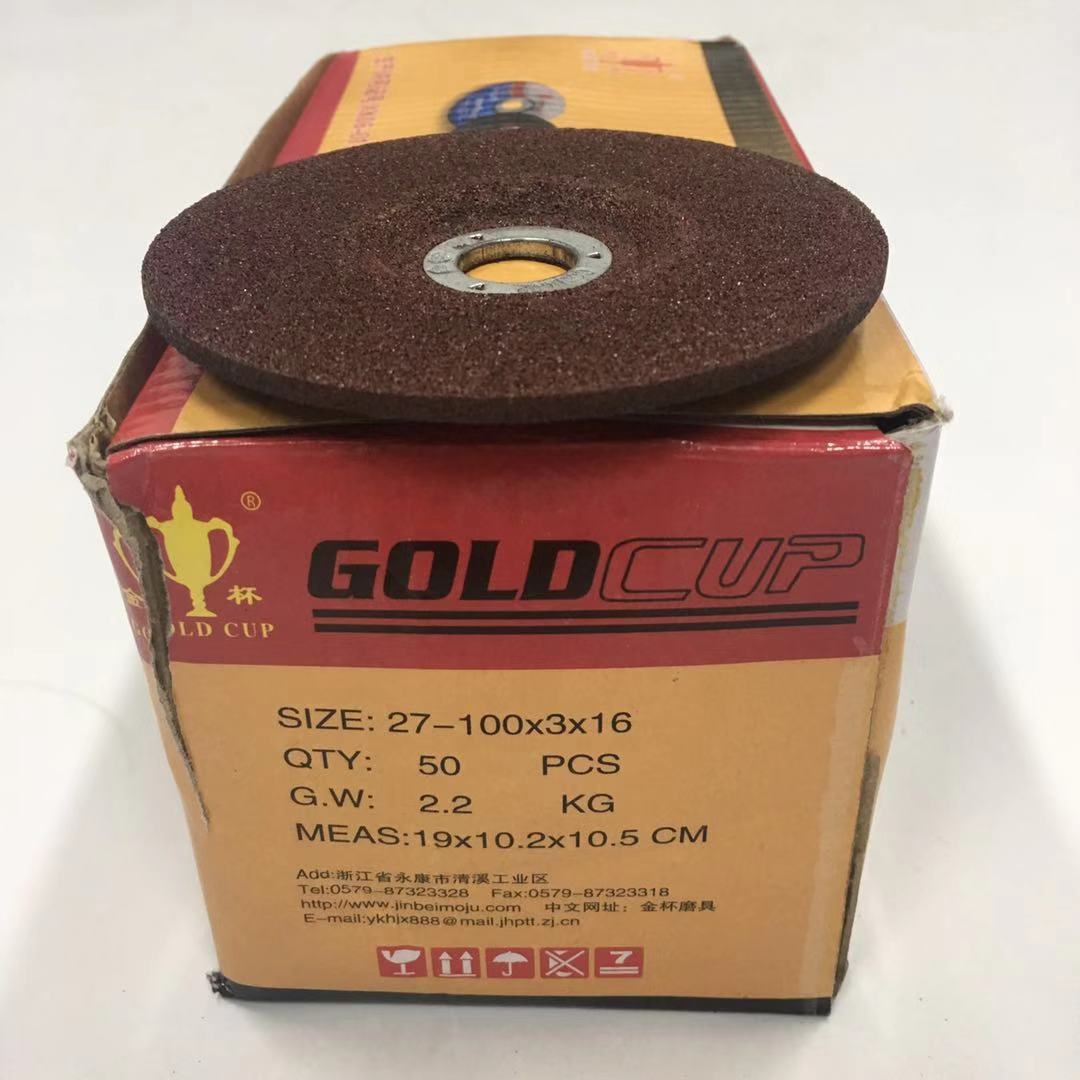 ®
金杯
GOLD CUP
GOLDCUP
SIZE: 27-100x3x16
QTY: 50 PCS
G.W: 2.2 KG
MEAS:19x10.2x10.5 CM
Add:浙江省永康市清溪工业区
Tel:0579-87323328 Fax:0579-87323318
http://www.jinbeimoju.com 中文网址：金杯磨具
E-mail:ykhjx888@mail.jhptt.zj.cn
7